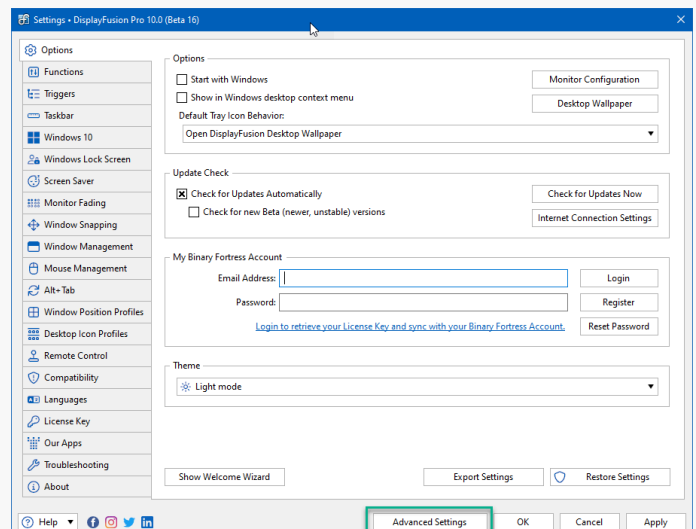 Settings • DisplayFusion Pro 10.0 (Beta 16)
Options
Functions
Triggers
Taskbar
Windows 10
Windows Lock Screen
Screen Saver
Monitor Fading
Window Snapping
Window Management
Mouse Management
Alt+Tab
Window Position Profiles
Desktop Icon Profiles
Remote Control
Compatibility
Languages
License Key
Our Apps
Troubleshooting
About
Options
Start with Windows
Monitor Configuration
Show in Windows desktop context menu
Desktop Wallpaper
Default Tray Icon Behavior:
Open DisplayFusion Desktop Wallpaper
Update Check
Check for Updates Automatically
Check for Updates Now
Check for new Beta (newer, unstable) versions
Internet Connection Settings
My Binary Fortress Account
Email Address:
Login
Password:
Register
Login to retrieve your License Key and sync with your Binary Fortress Account.
Reset Password
Theme
Light mode
Show Welcome Wizard
Export Settings
Restore Settings
Help
Advanced Settings
OK
Cancel
Apply